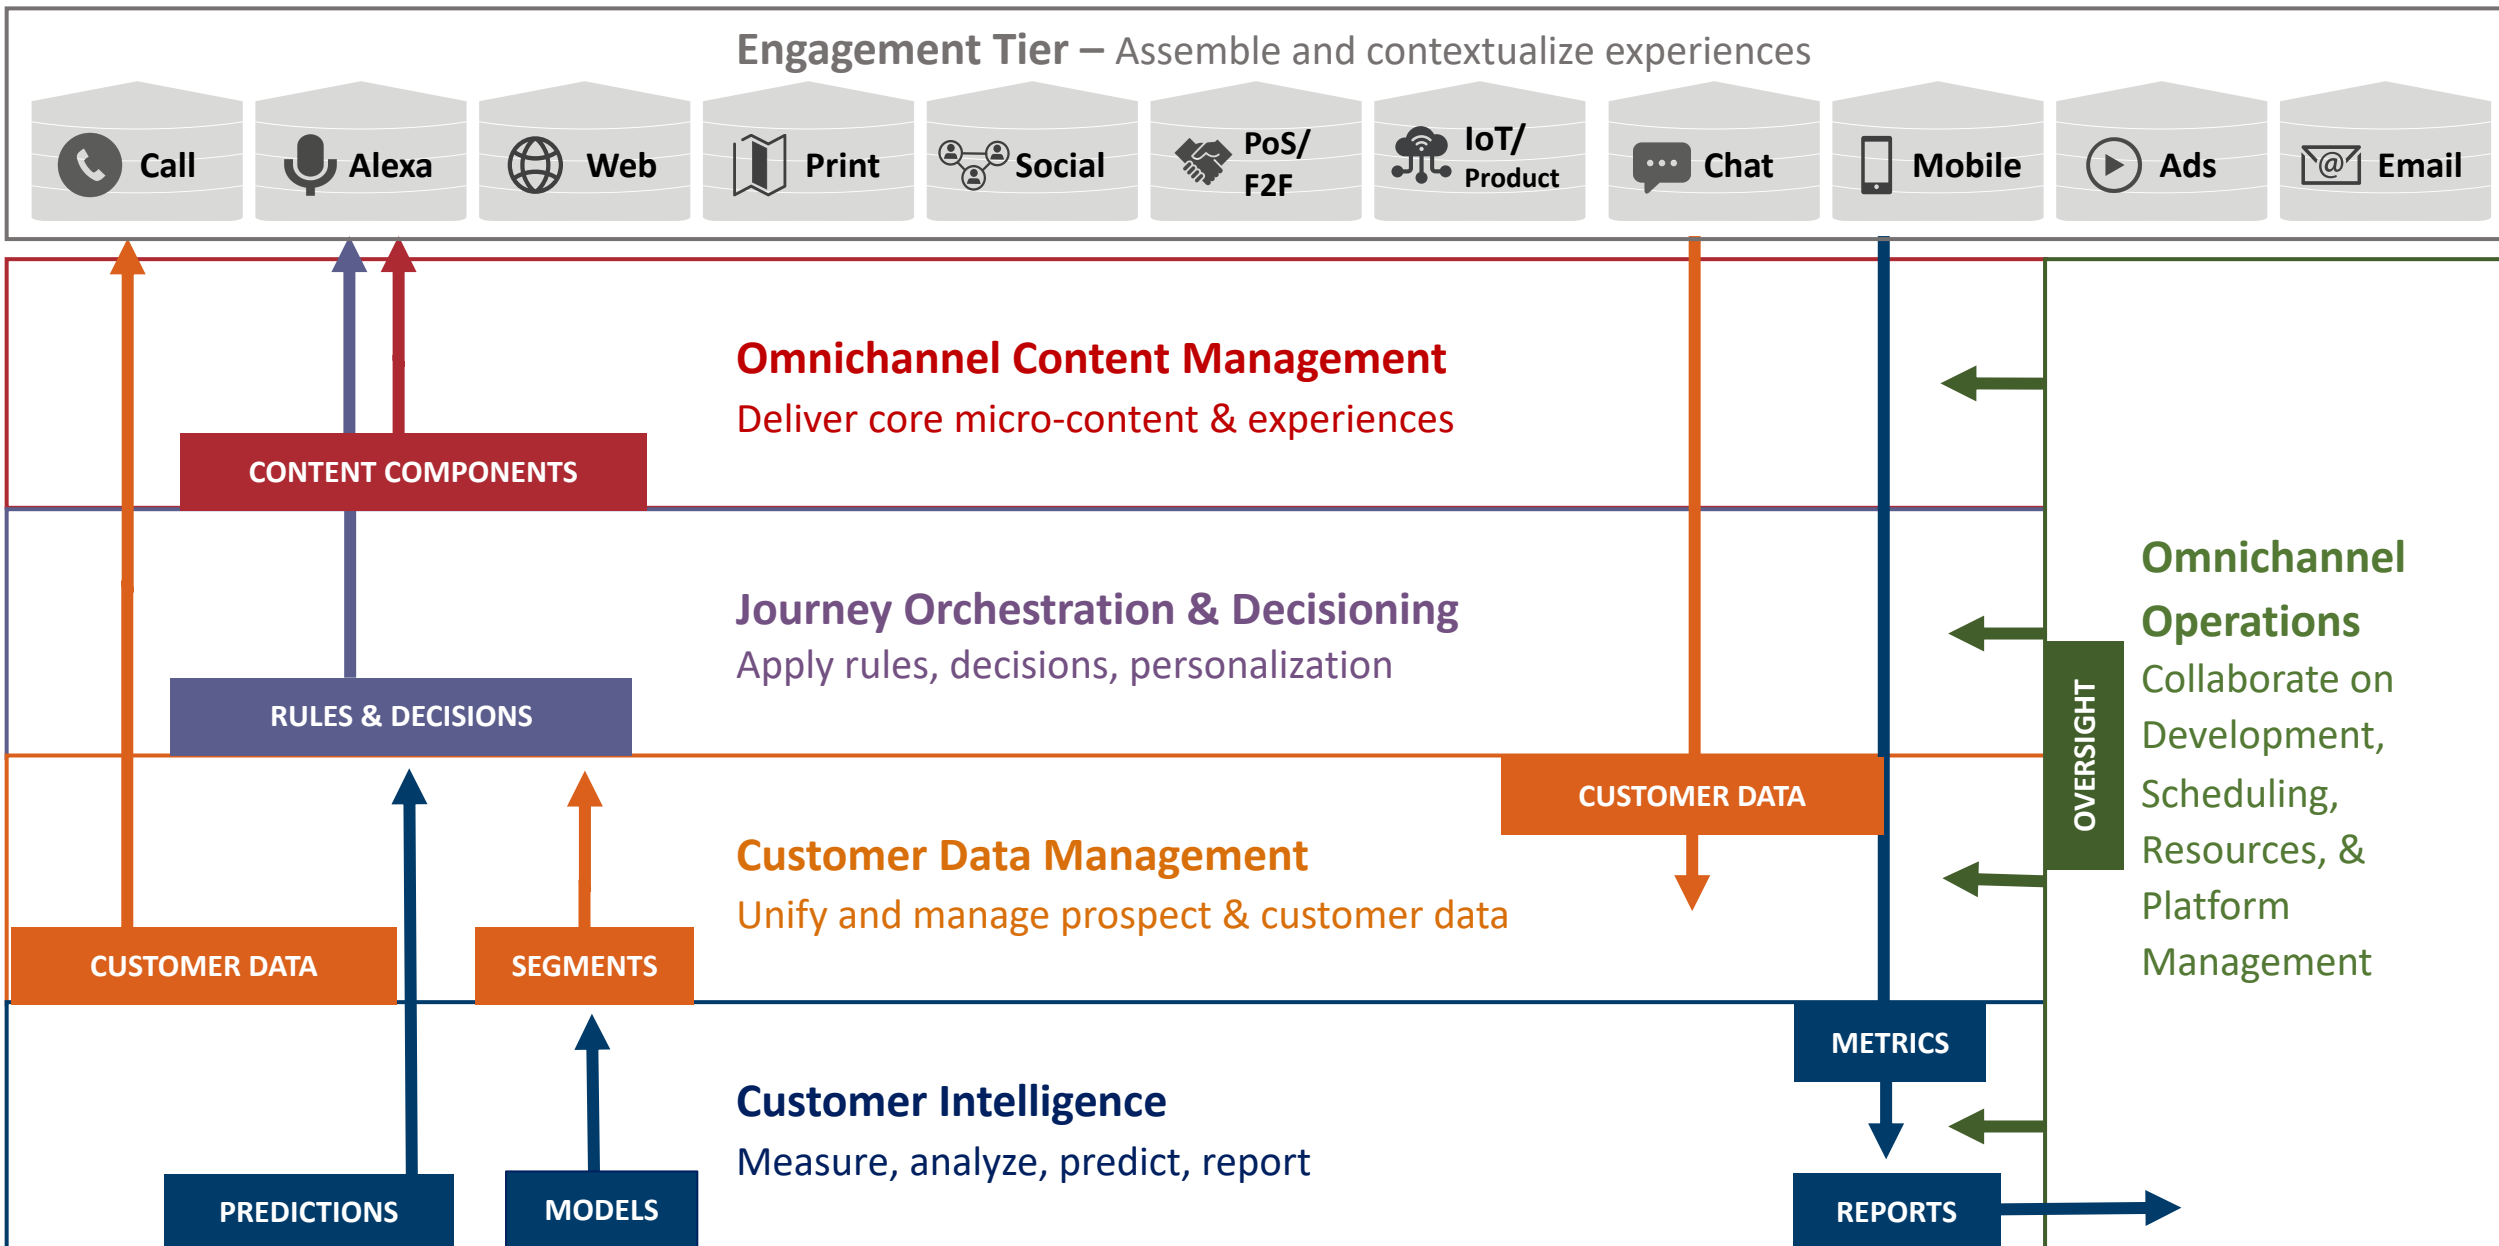 Engagement Tier – Assemble and contextualize experiences
Call
Alexa
Web
Print
Social
PoS/
F2F
IoT/
Product
Chat
Mobile
Ads
@
Email
Omnichannel Content Management
Deliver core micro-content & experiences
CONTENT COMPONENTS
Journey Orchestration & Decisioning
Apply rules, decisions, personalization
RULES & DECISIONS
CUSTOMER DATA
Customer Data Management
Unify and manage prospect & customer data
CUSTOMER DATA
SEGMENTS
METRICS
Customer Intelligence
Measure, analyze, predict, report
PREDICTIONS
MODELS
REPORTS
OVERSIGHT
Omnichannel
Operations
Collaborate on
Development,
Scheduling,
Resources, &
Platform
Management